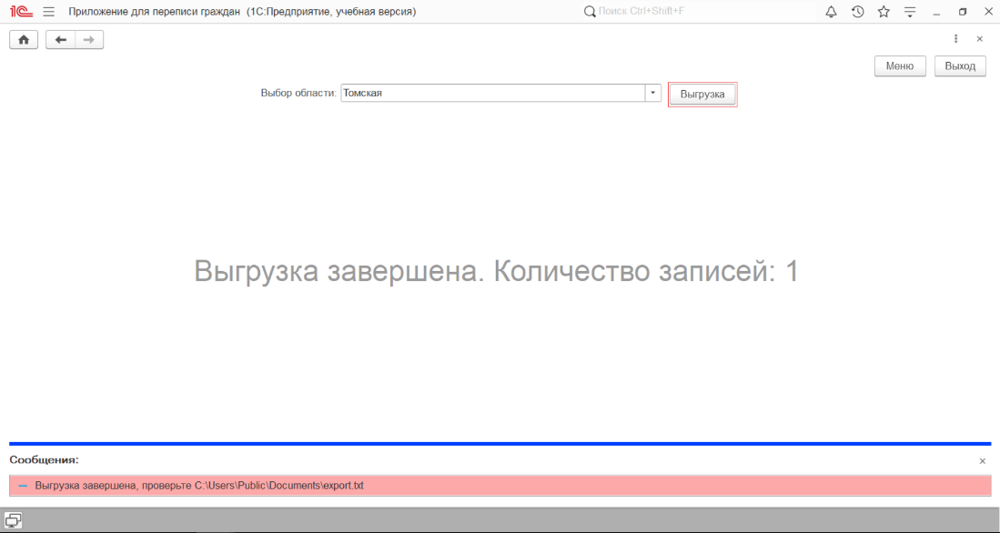 1С Приложение для переписи граждан (1С:Предприятие, учебная версия) Поиск Ctrl+Shift+F
Меню Выход
Выбор области: Томская Выгрузка
Выгрузка завершена. Количество записей: 1
Сообщения:
Выгрузка завершена, проверьте C:\Users\Public\Documents\export.txt